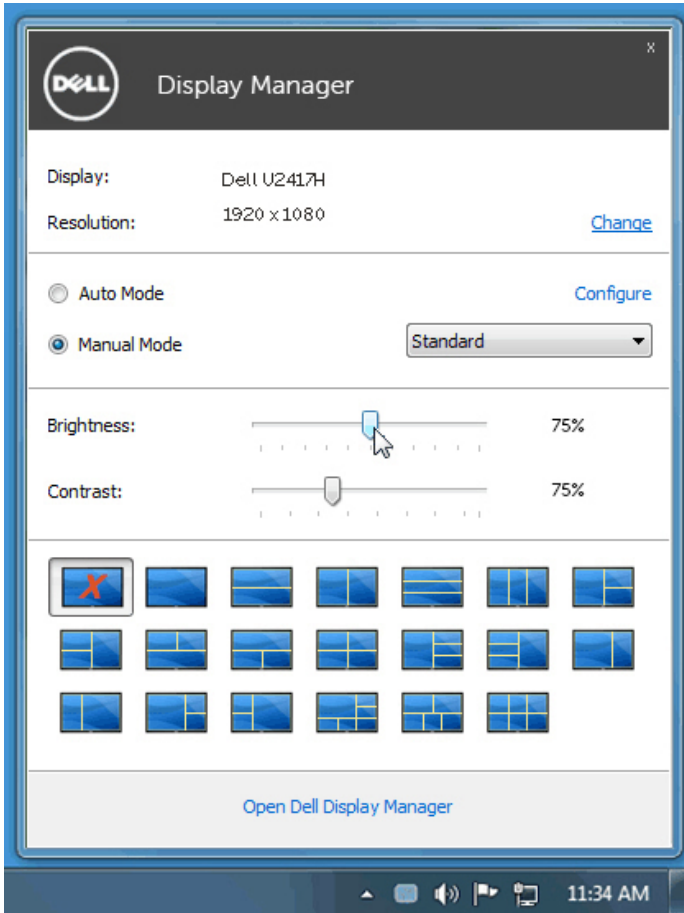 DELL
Display Manager
x
Display: Dell U2417H
Resolution: 1920 x 1080 Change
Auto Mode Configure
Manual Mode Standard
Brightness: 75%
Contrast: 75%
X
Open Dell Display Manager
11:34 AM